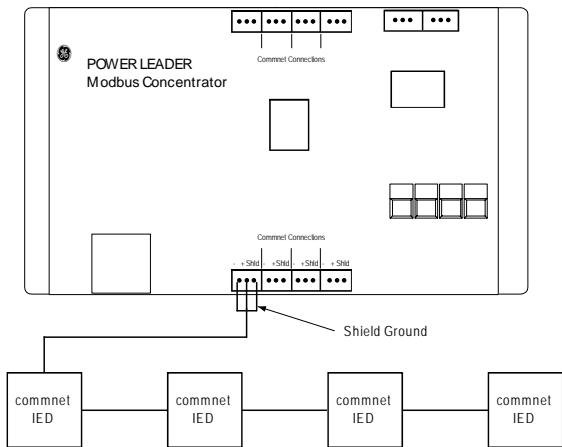 POWER LEADER
Modbus Concentrator
Commnet Connections
Commnet Connections
- + Shld - + Shld - + Shld - + Shld
Shield Ground
commnet
IED
commnet
IED
commnet
IED
commnet
IED